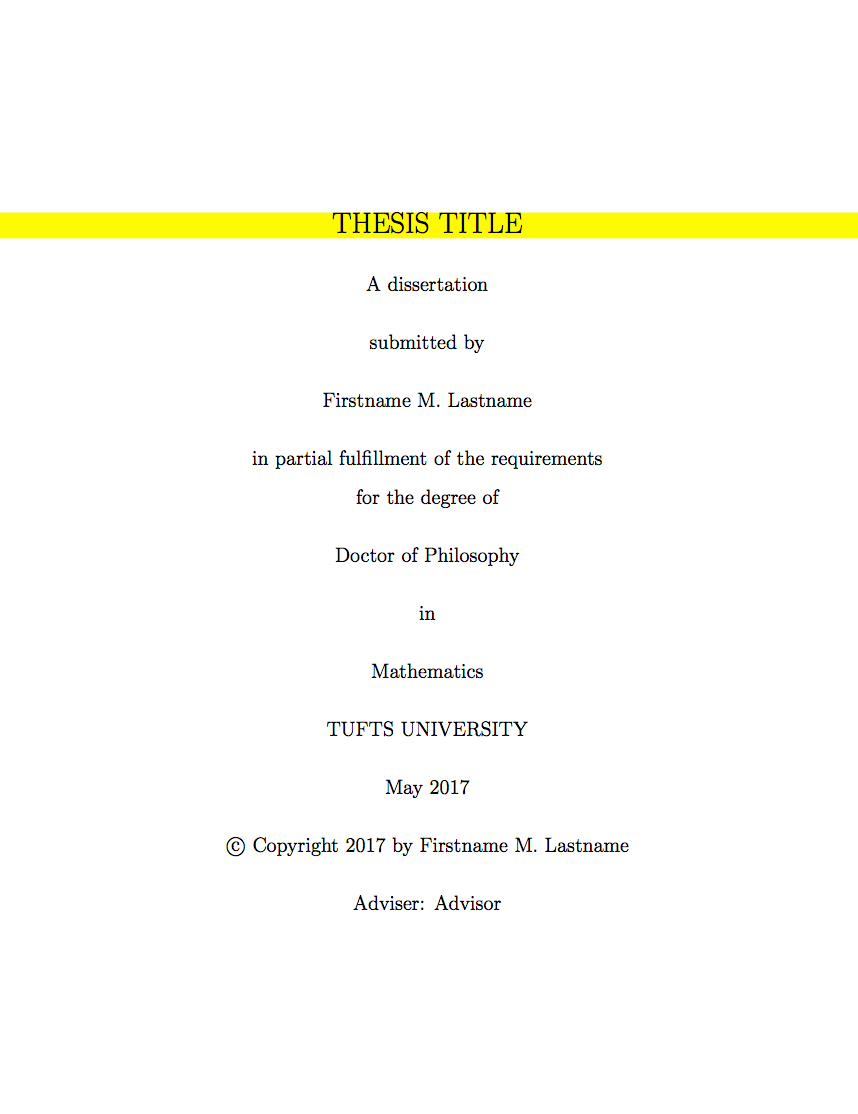 THESIS TITLE
A dissertation
submitted by
Firstname M. Lastname
in partial fulfillment of the requirements
for the degree of
Doctor of Philosophy
in
Mathematics
TUFTS UNIVERSITY
May 2017
© Copyright 2017 by Firstname M. Lastname
Adviser: Advisor